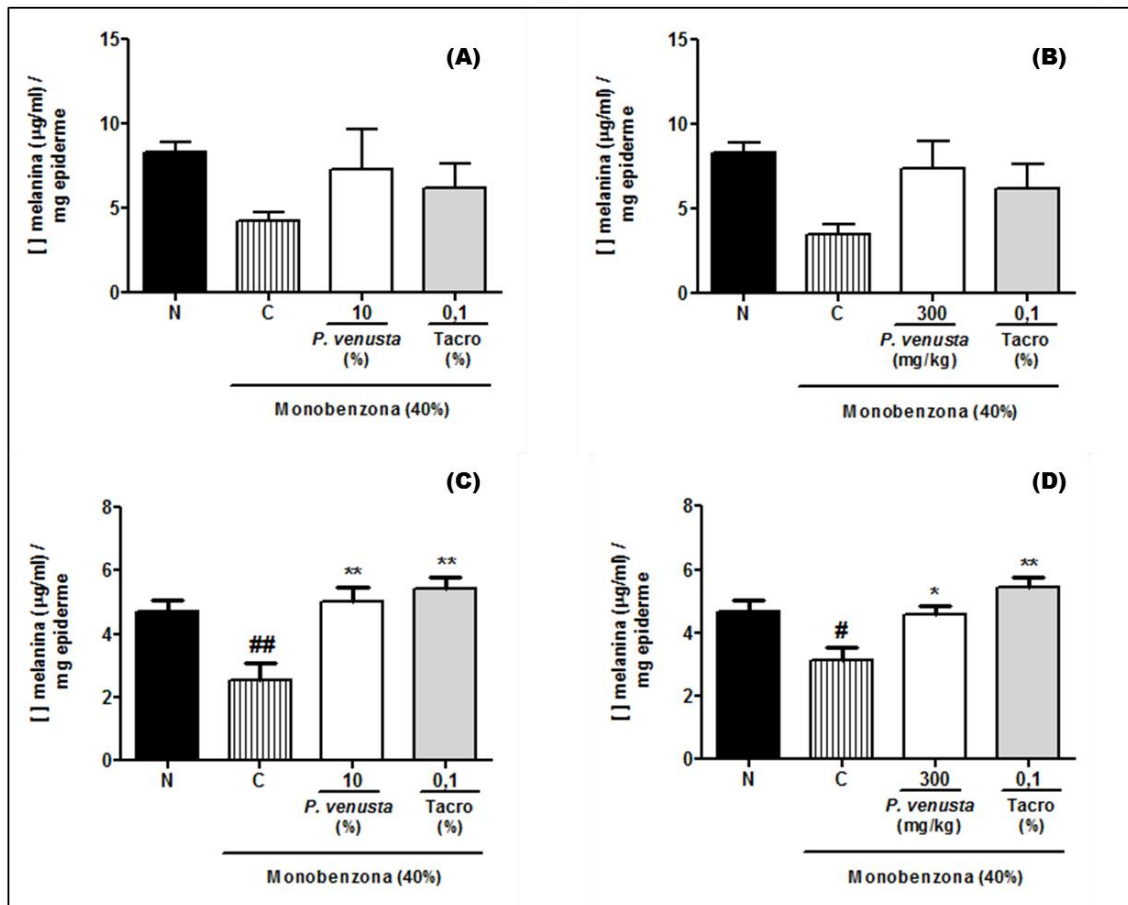 (A)
[ ] melanina (µg/ml) /
mg epiderme
15
10
5
0
N
C
10
0,1
P. venusta
(%)
Tacro
(%)
Monobenzona (40%)
(B)
[ ] melanina (µg/ml) /
mg epiderme
15
10
5
0
N
C
300
0,1
P. venusta
(mg/kg)
Tacro
(%)
Monobenzona (40%)
(C)
[ ] melanina (µg/ml) /
mg epiderme
8
6
4
2
0
##
**
**
N
C
10
0,1
P. venusta
(%)
Tacro
(%)
Monobenzona (40%)
(D)
[ ] melanina (µg/ml) /
mg epiderme
8
6
4
2
0
#
*
**
N
C
300
0,1
P. venusta
(mg/kg)
Tacro
(%)
Monobenzona (40%)